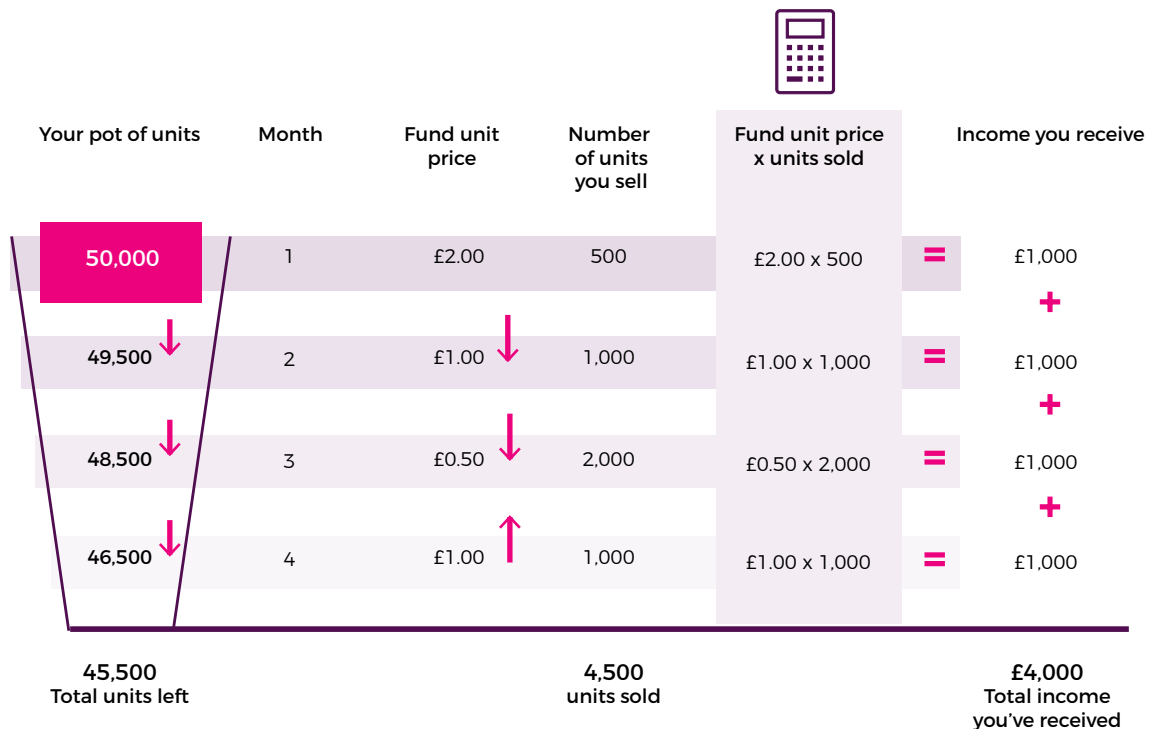 Your pot of units
Month
Fund unit
price
Number
of units
you sell
Fund unit price
x units sold
Income you receive
50,000 1 £2.00 500 £2.00 x 500 = £1,000
+
49,500 2 £1.00 1,000 £1.00 x 1,000 = £1,000
+
48,500 3 £0.50 2,000 £0.50 x 2,000 = £1,000
+
46,500 4 £1.00 1,000 £1.00 x 1,000 = £1,000
45,500
Total units left
4,500
units sold
£4,000
Total income
you've received